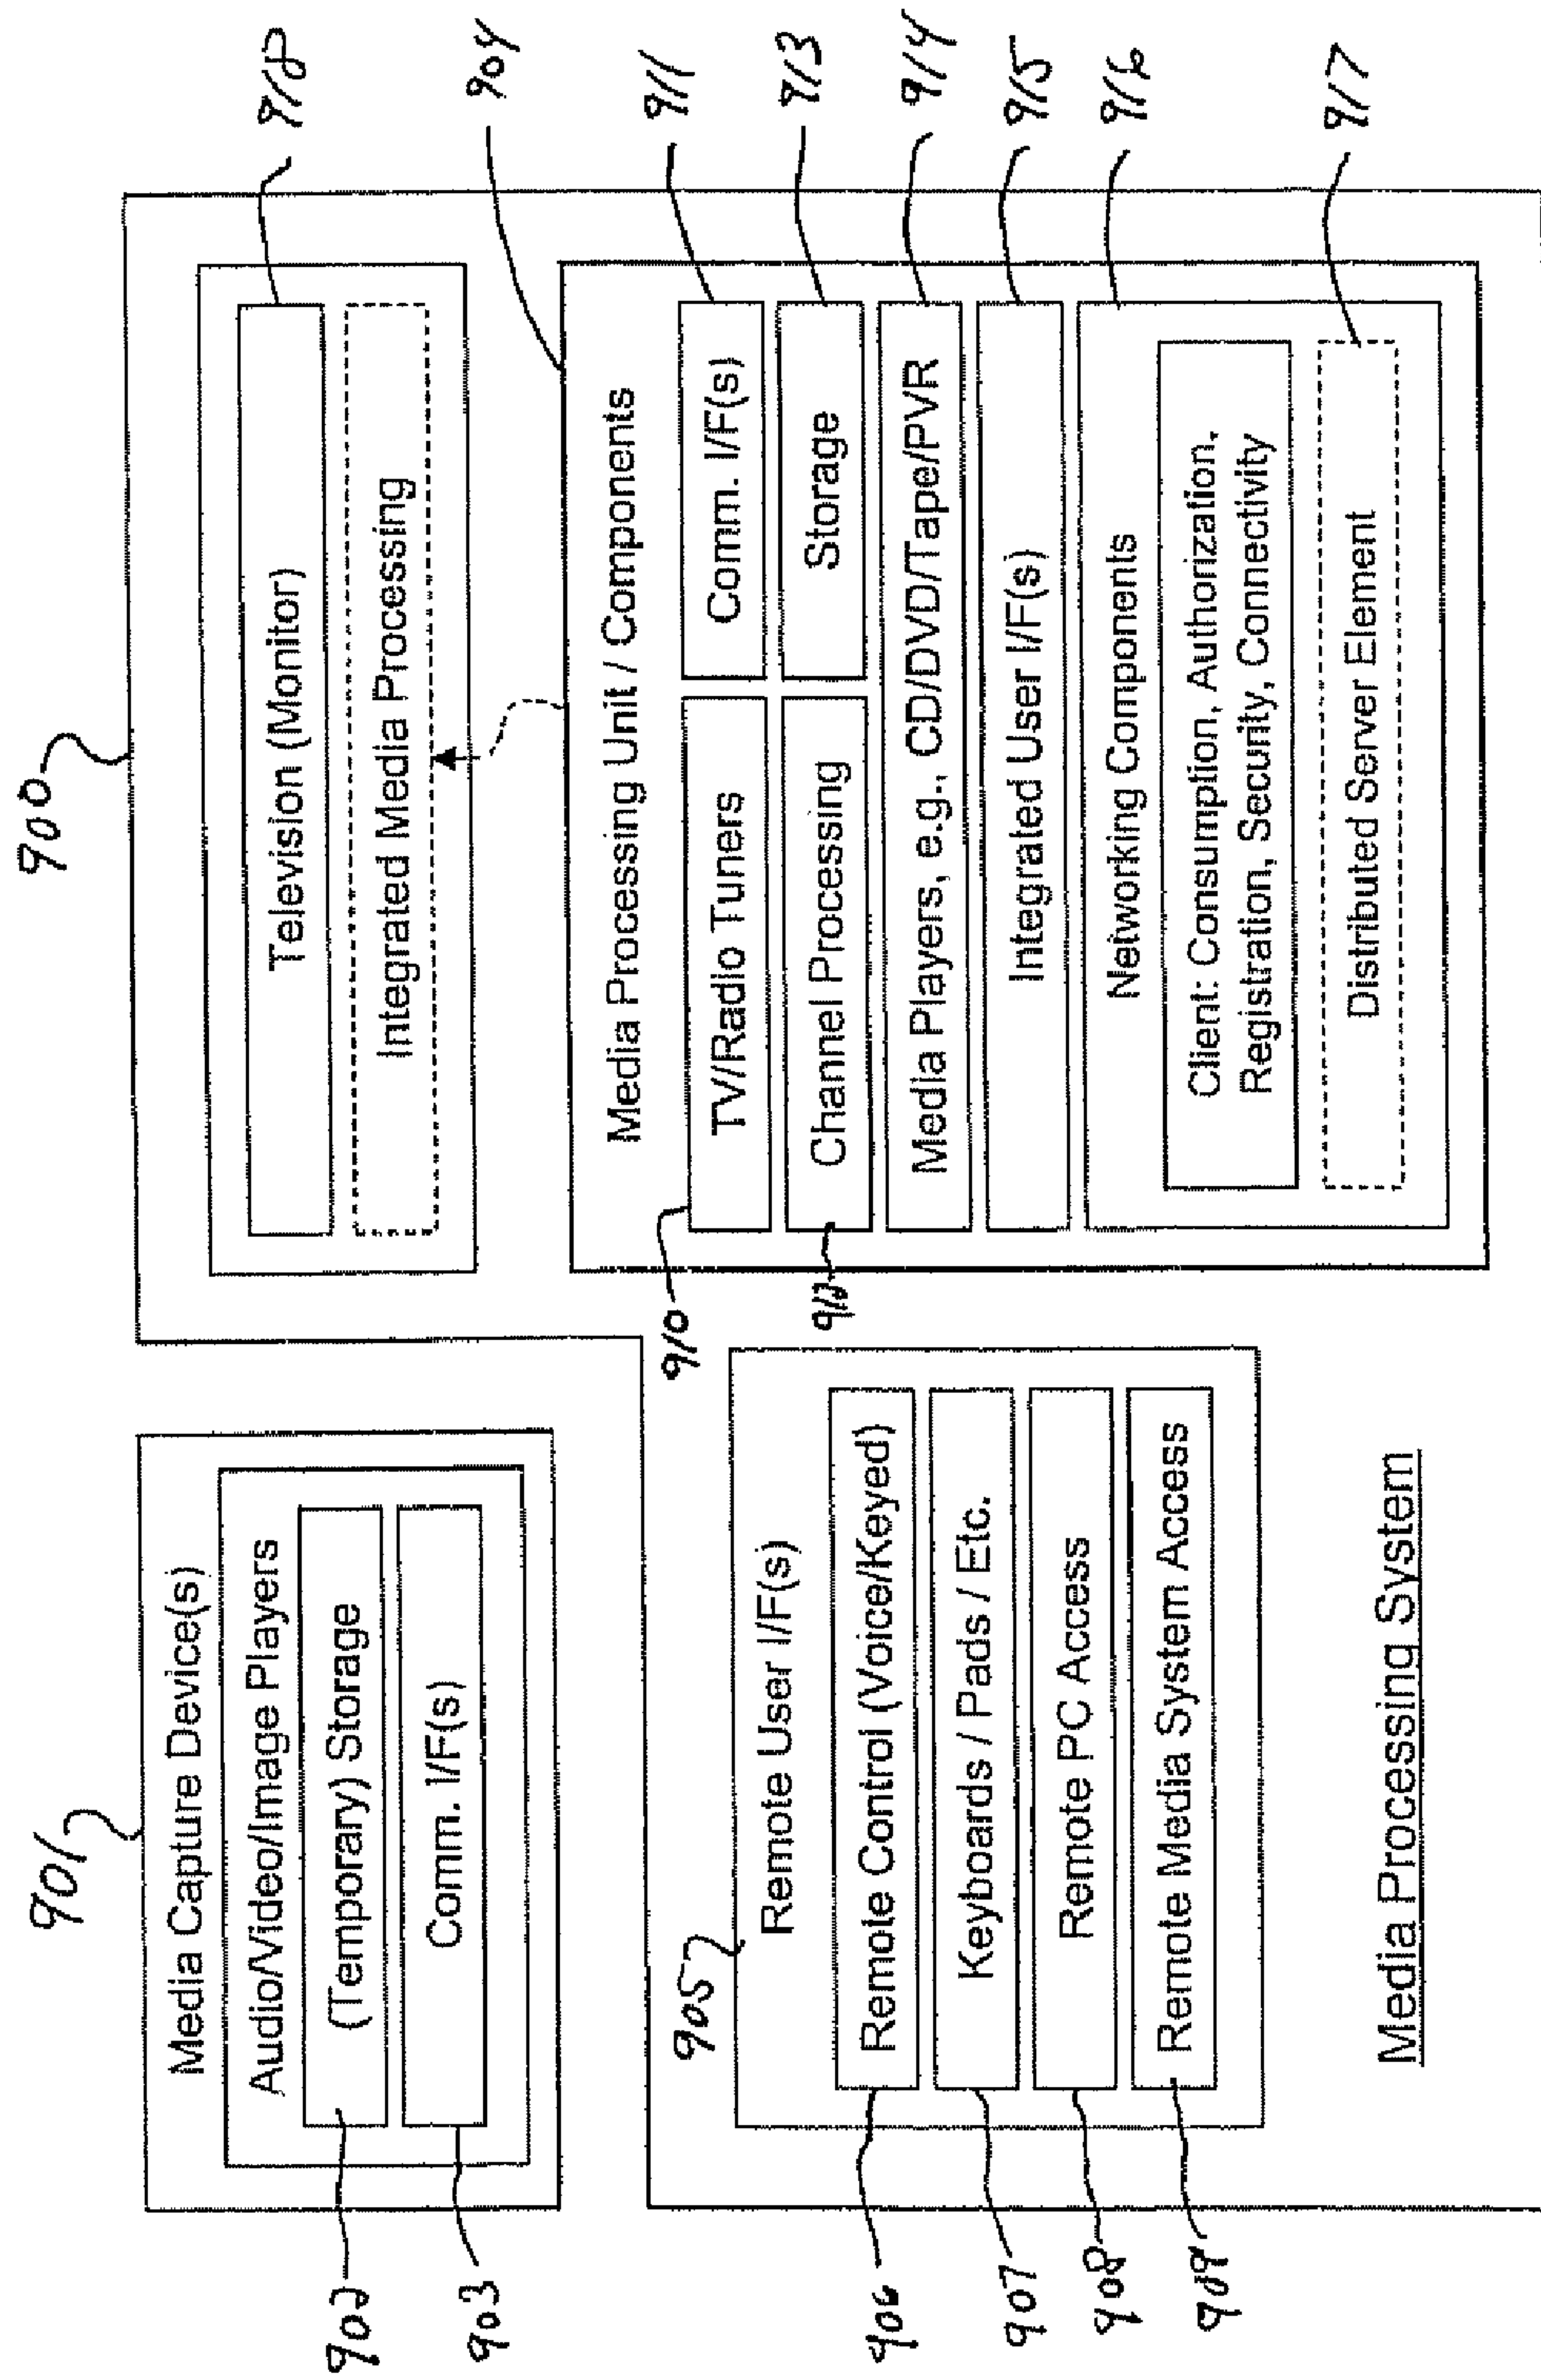 900
901
Media Capture Device(s)
Audio/Video/Image Players
(Temporary) Storage
Comm. I/F(s)
902
903
Television (Monitor)
Integrated Media Processing
918
904
Media Processing Unit / Components
TV/Radio Tuners
Comm. I/F(s)
Channel Processing
Storage
Media Players, e.g., CD/DVD/Tape/PVR
Integrated User I/F(s)
Networking Components
Client: Consumption, Authorization,
Registration, Security, Connectivity
Distributed Server Element
910
912
911
913
914
915
916
917
905
Remote User I/F(s)
Remote Control (Voice/Keyed)
Keyboards / Pads / Etc.
Remote PC Access
Remote Media System Access
906
907
908
909
Media Processing System